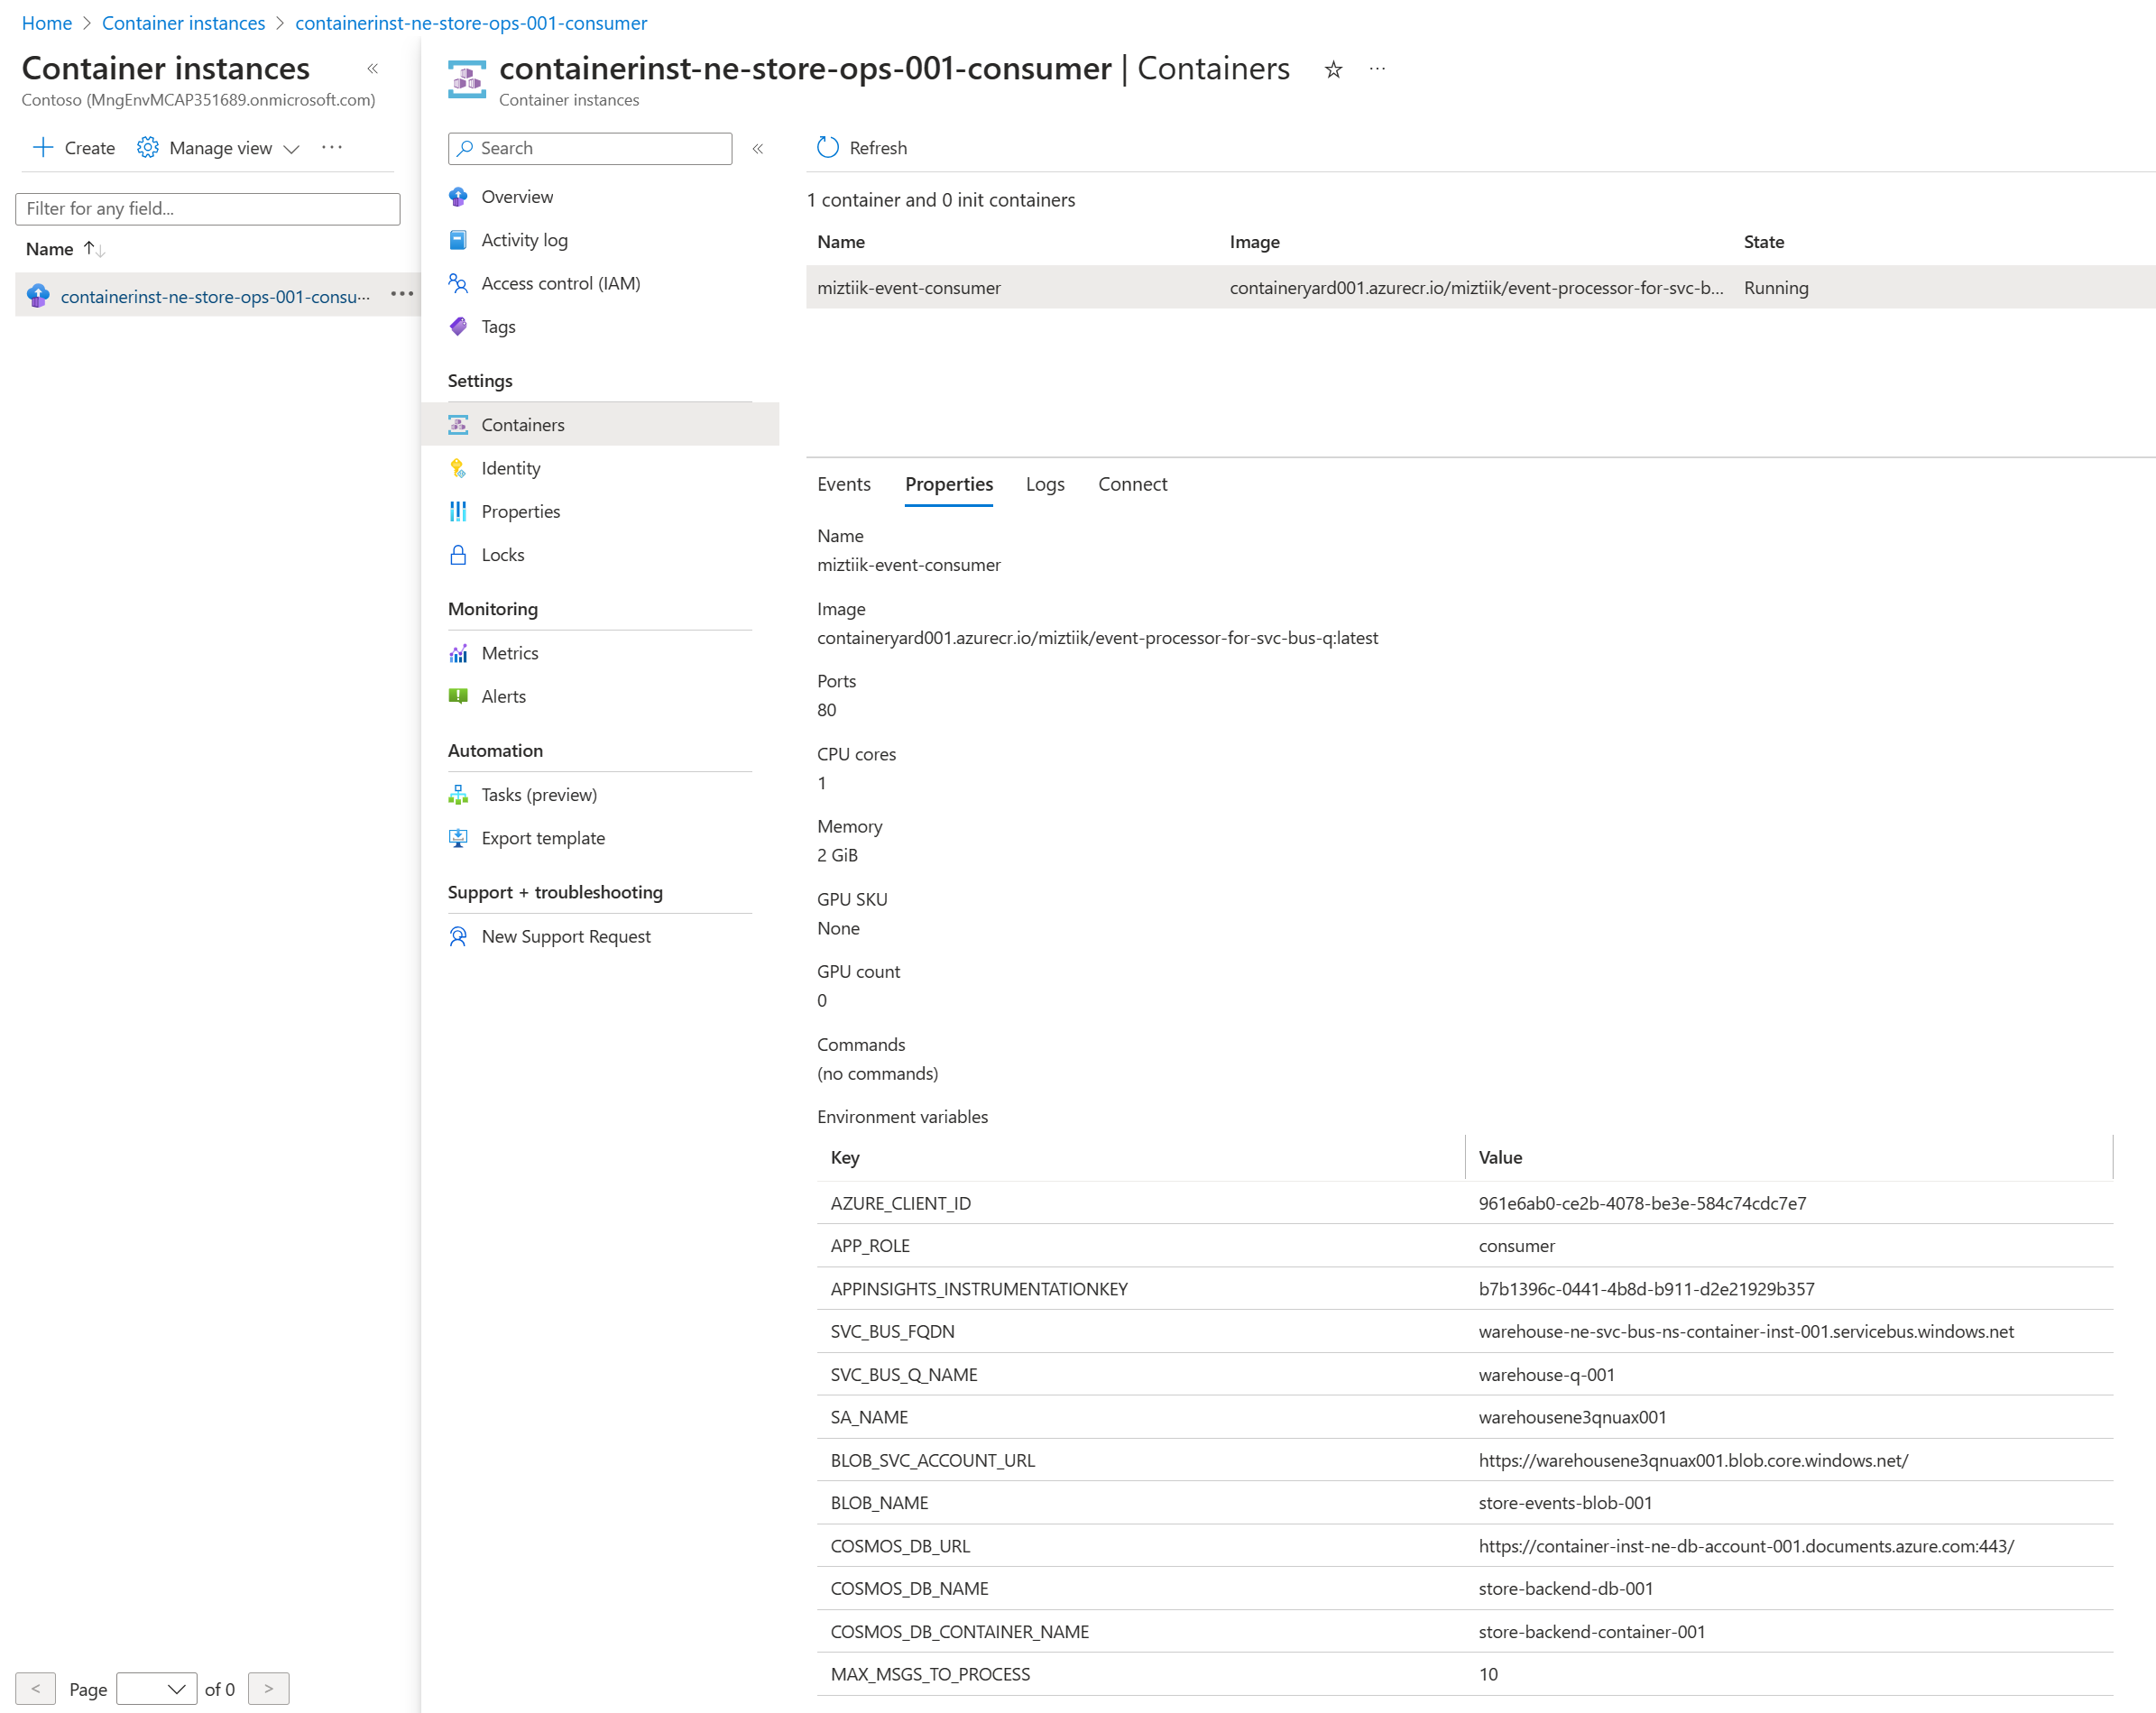 Home > Container instances > containerinst-ne-store-ops-001-consumer
Container instances
Contoso (MngEnvMCAP351689.onmicrosoft.com)
Create
Manage view
Filter for any field...
Name
containerinst-ne-store-ops-001-consu...
< Page of 0 >
containerinst-ne-store-ops-001-consumer | Containers
Container instances
Search
Overview
Activity log
Access control (IAM)
Tags
Settings
Containers
Identity
Properties
Locks
Monitoring
Metrics
Alerts
Automation
Tasks (preview)
Export template
Support + troubleshooting
New Support Request
Refresh
1 container and 0 init containers
Name Image State
miztiik-event-consumer containeryard001.azurecr.io/miztiik/event-processor-for-svc-b... Running
Events Properties Logs Connect
Name
miztiik-event-consumer
Image
containeryard001.azurecr.io/miztiik/event-processor-for-svc-bus-q:latest
Ports
80
CPU cores
1
Memory
2 GiB
GPU SKU
None
GPU count
0
Commands
(no commands)
Environment variables
Key Value
AZURE_CLIENT_ID 961e6ab0-ce2b-4078-be3e-584c74cdc7e7
APP_ROLE consumer
APPINSIGHTS_INSTRUMENTATIONKEY b7b1396c-0441-4b8d-b911-d2e21929b357
SVC_BUS_FQDN warehouse-ne-svc-bus-ns-container-inst-001.servicebus.windows.net
SVC_BUS_Q_NAME warehouse-q-001
SA_NAME warehousene3qnuax001
BLOB_SVC_ACCOUNT_URL https://warehousene3qnuax001.blob.core.windows.net/
BLOB_NAME store-events-blob-001
COSMOS_DB_URL https://container-inst-ne-db-account-001.documents.azure.com:443/
COSMOS_DB_NAME store-backend-db-001
COSMOS_DB_CONTAINER_NAME store-backend-container-001
MAX_MSGS_TO_PROCESS 10